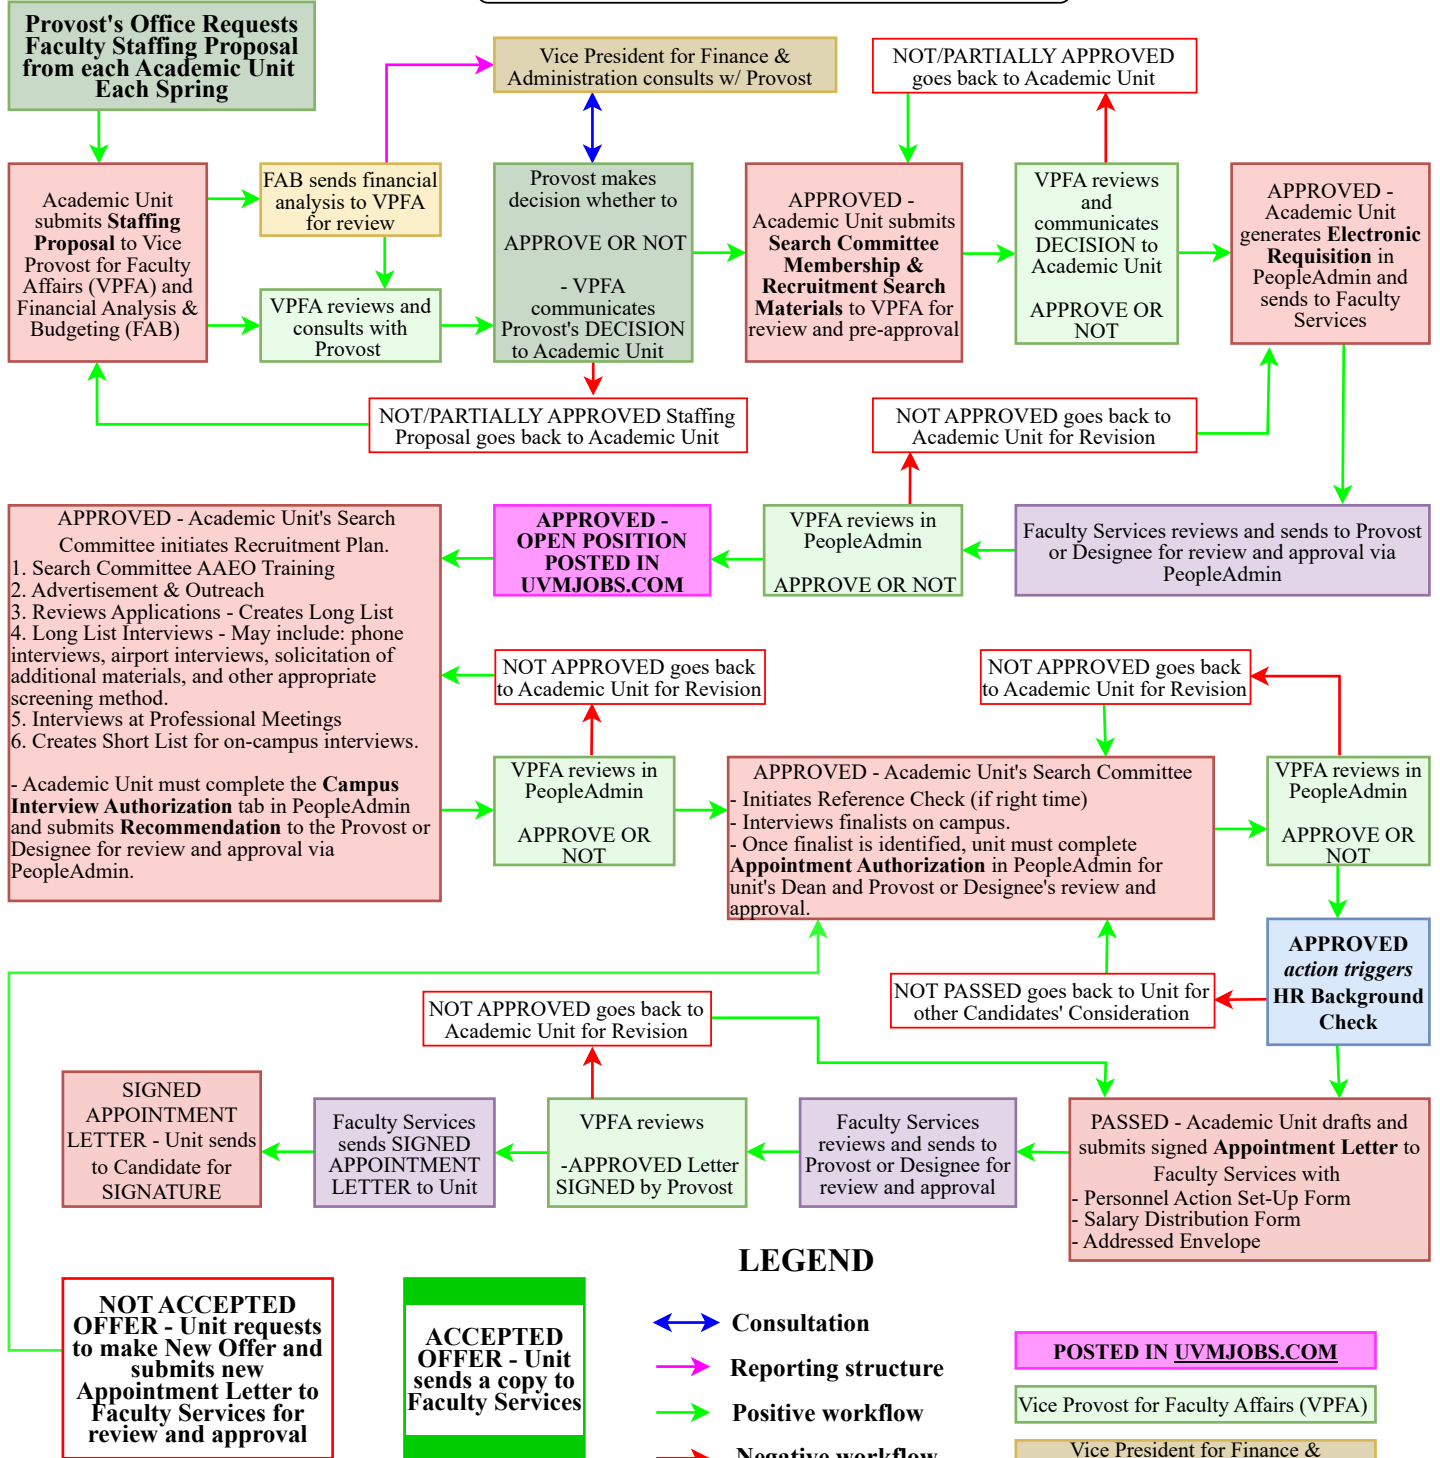 Provost's Office Requests
Faculty Staffing Proposal
from each Academic Unit
Each Spring
Vice President for Finance &
Administration consults w/ Provost
NOT/PARTIALLY APPROVED
goes back to Academic Unit
Academic Unit
submits Staffing
Proposal to Vice
Provost for Faculty
Affairs (VPFA) and
Financial Analysis &
Budgeting (FAB)
FAB sends financial
analysis to VPFA
for review
VPFA reviews and
consults with
Provost
Provost makes
decision whether to
APPROVE OR NOT
- VPFA
communicates
Provost's DECISION
to Academic Unit
APPROVED -
Academic Unit submits
Search Committee
Membership &
Recruitment Search
Materials to VPFA for
review and pre-approval
VPFA reviews
and
communicates
DECISION to
Academic Unit
APPROVE OR
NOT
APPROVED -
Academic Unit
generates Electronic
Requisition in
PeopleAdmin and
sends to Faculty
Services
NOT/PARTIALLY APPROVED Staffing
Proposal goes back to Academic Unit
NOT APPROVED goes back to
Academic Unit for Revision
APPROVED - Academic Unit's Search
Committee initiates Recruitment Plan.
1. Search Committee AAEO Training
2. Advertisement & Outreach
3. Reviews Applications - Creates Long List
4. Long List Interviews - May include: phone
interviews, airport interviews, solicitation of
additional materials, and other appropriate
screening method.
5. Interviews at Professional Meetings
6. Creates Short List for on-campus interviews.
- Academic Unit must complete the Campus
Interview Authorization tab in PeopleAdmin
and submits Recommendation to the Provost or
Designee for review and approval via
PeopleAdmin.
APPROVED -
OPEN POSITION
POSTED IN
UVMJOBS.COM
VPFA reviews in
PeopleAdmin
APPROVE OR NOT
Faculty Services reviews and sends to Provost
or Designee for review and approval via
PeopleAdmin
NOT APPROVED goes back
to Academic Unit for Revision
NOT APPROVED goes back
to Academic Unit for Revision
VPFA reviews in
PeopleAdmin
APPROVE OR
NOT
APPROVED - Academic Unit's Search Committee
- Initiates Reference Check (if right time)
- Interviews finalists on campus.
- Once finalist is identified, unit must complete
Appointment Authorization in PeopleAdmin for
unit's Dean and Provost or Designee's review and
approval.
VPFA reviews in
PeopleAdmin
APPROVE OR
NOT
APPROVED
action triggers
HR Background
Check
NOT PASSED goes back to Unit for
other Candidates' Consideration
NOT APPROVED goes back to
Academic Unit for Revision
SIGNED
APPOINTMENT
LETTER - Unit sends
to Candidate for
SIGNATURE
Faculty Services
sends SIGNED
APPOINTMENT
LETTER to Unit
VPFA reviews
-APPROVED Letter
SIGNED by Provost
Faculty Services
reviews and sends to
Provost or Designee for
review and approval
PASSED - Academic Unit drafts and
submits signed Appointment Letter to
Faculty Services with
- Personnel Action Set-Up Form
- Salary Distribution Form
- Addressed Envelope
NOT ACCEPTED
OFFER - Unit requests
to make New Offer and
submits new
Appointment Letter to
Faculty Services for
review and approval
ACCEPTED
OFFER - Unit
sends a copy to
Faculty Services
LEGEND
Consultation
Reporting structure
Positive workflow
Negative workflow
POSTED IN UVMJOBS.COM
Vice Provost for Faculty Affairs (VPFA)
Vice President for Finance &